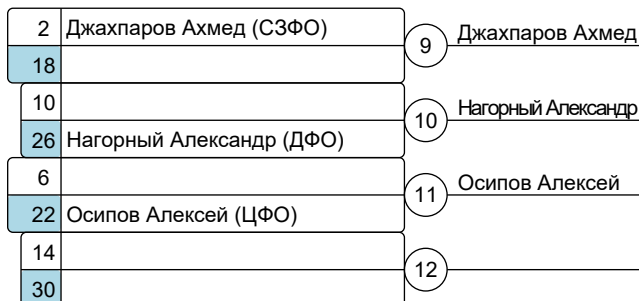 2 Джахпаров Ахмед (СЗФО)
9 Джахпаров Ахмед
18
10
10 Нагорный Александр
26 Нагорный Александр (ДФО)
6
11 Осипов Алексей
22 Осипов Алексей (ЦФО)
14
12
30